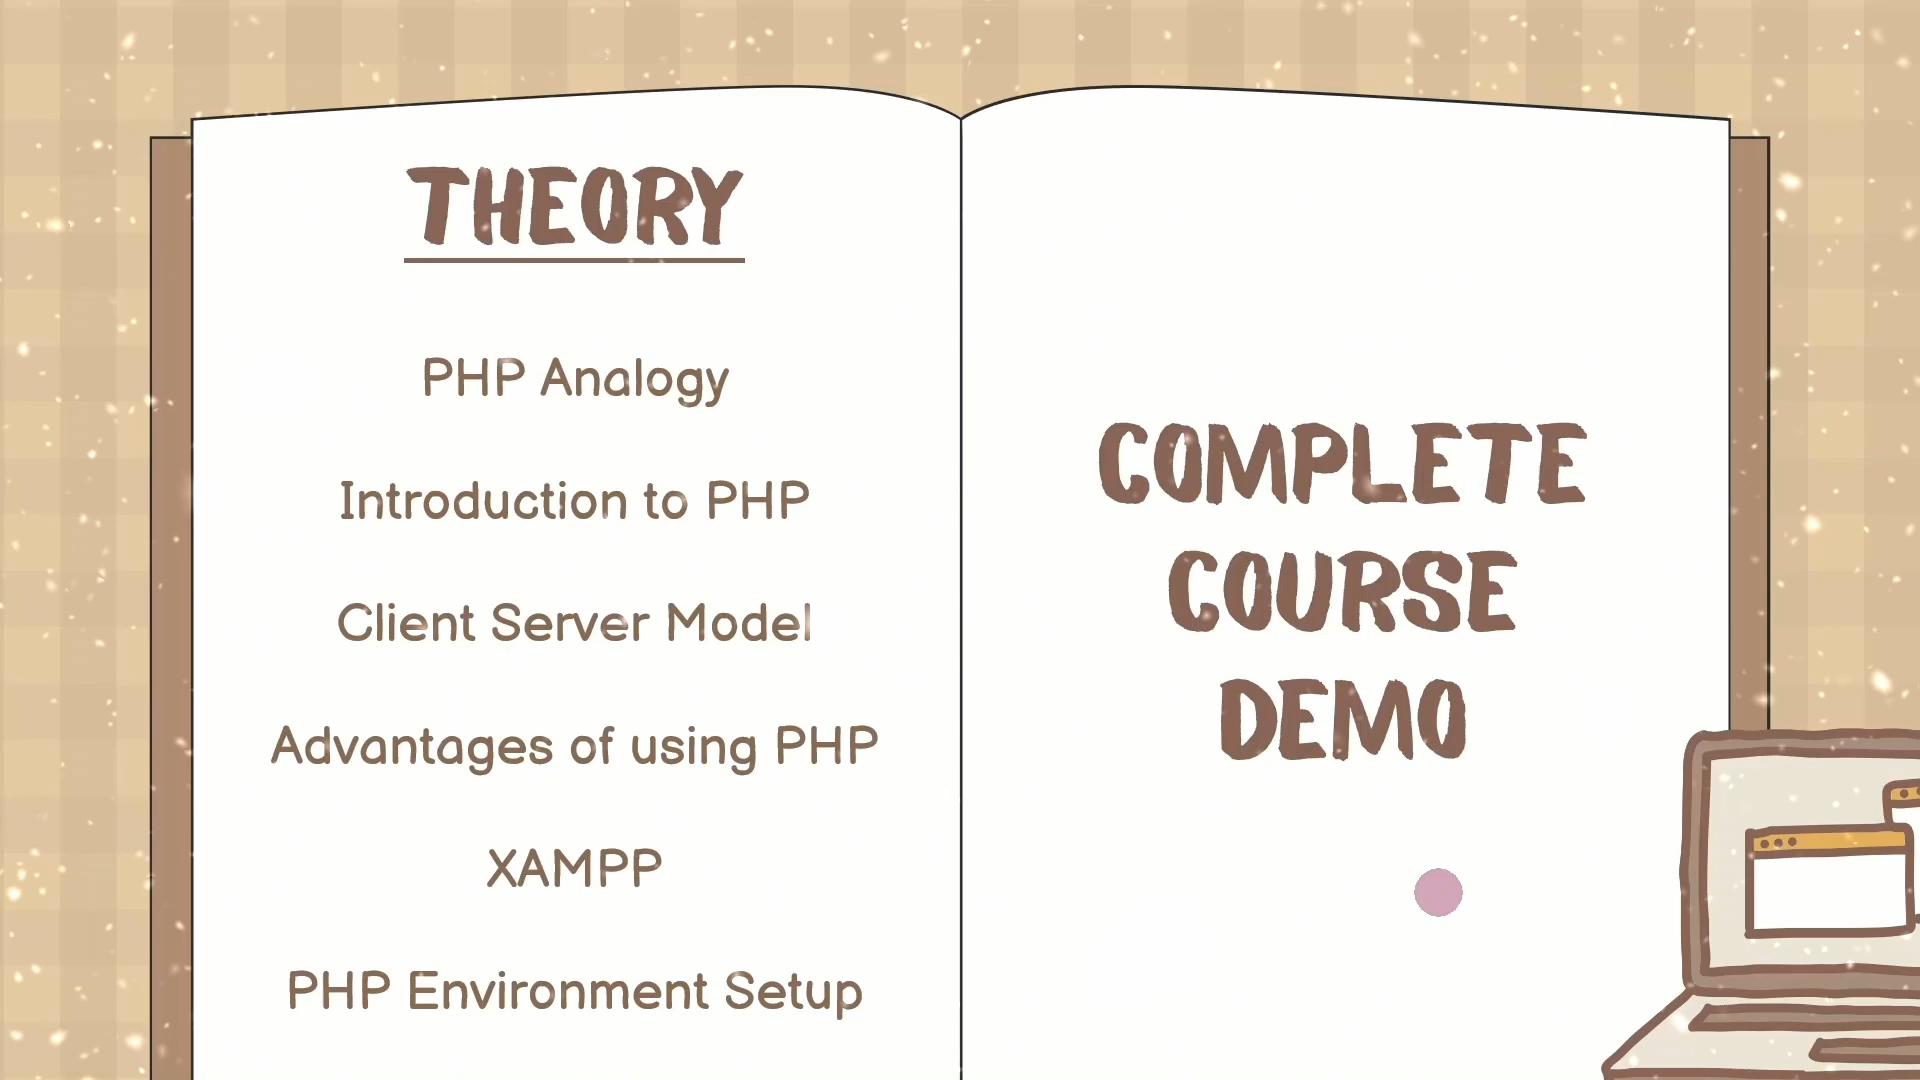 THEORY
PHP Analogy
Introduction to PHP
Client Server Model
Advantages of using PHP
XAMPP
PHP Environment Setup
COMPLETE
COURSE
DEMO